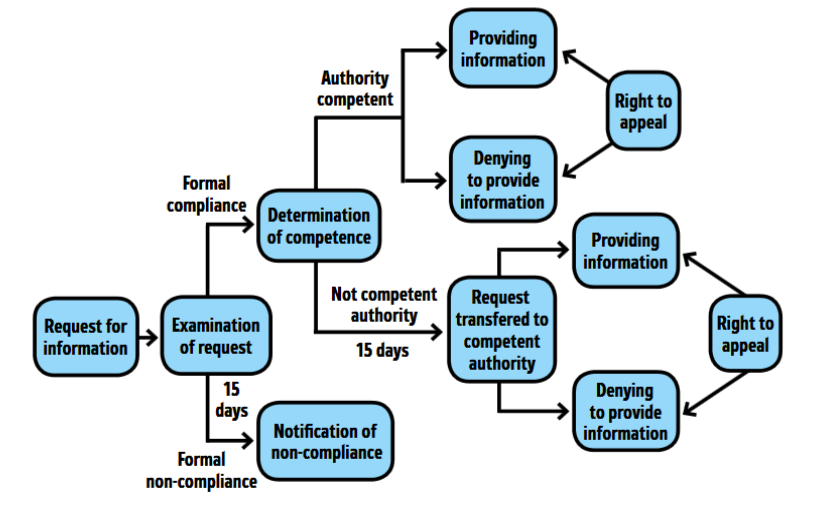 Request for
information
Examination
of request
Formal
compliance
15
days
Formal
non-compliance
Notification of
non-compliance
Determination
of competence
Authority
competent
Providing
information
Denying
to provide
information
Right to
appeal
Not competent
authority
15 days
Request
transfered to
competent
authority
Providing
information
Denying
to provide
information
Right to
appeal